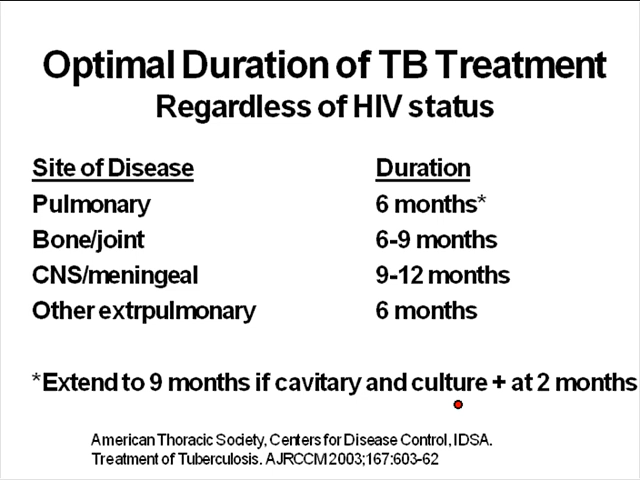 Optimal Duration of TB Treatment
Regardless of HIV status
Site of Disease Duration
Pulmonary 6 months*
Bone/joint 6-9 months
CNS/meningeal 9-12 months
Other extrpulmonary 6 months
*Extend to 9 months if cavitary and culture + at 2 months
American Thoracic Society, Centers for Disease Control, IDSA.
Treatment of Tuberculosis. AJRCCM 2003;167:603-62